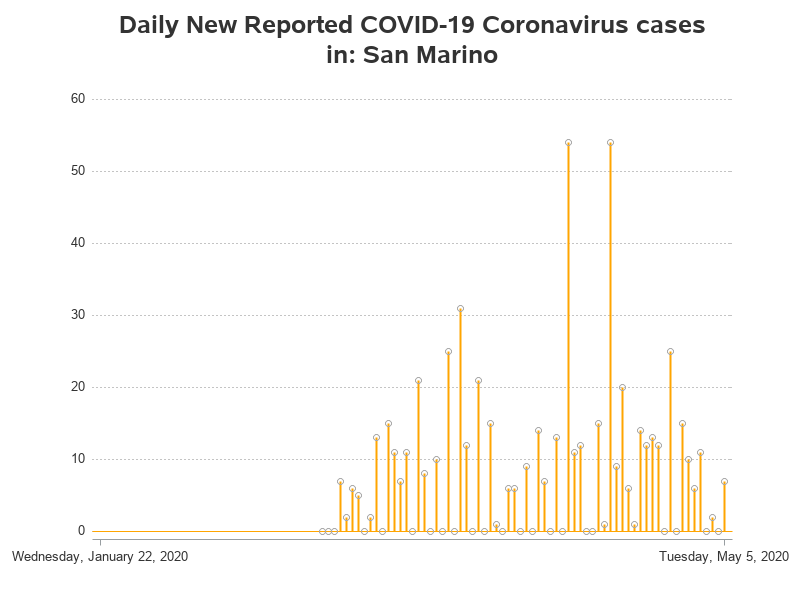 Daily New Reported COVID-19 Coronavirus cases
in: San Marino
60
50
40
30
20
10
0
Wednesday, January 22, 2020
Tuesday, May 5, 2020